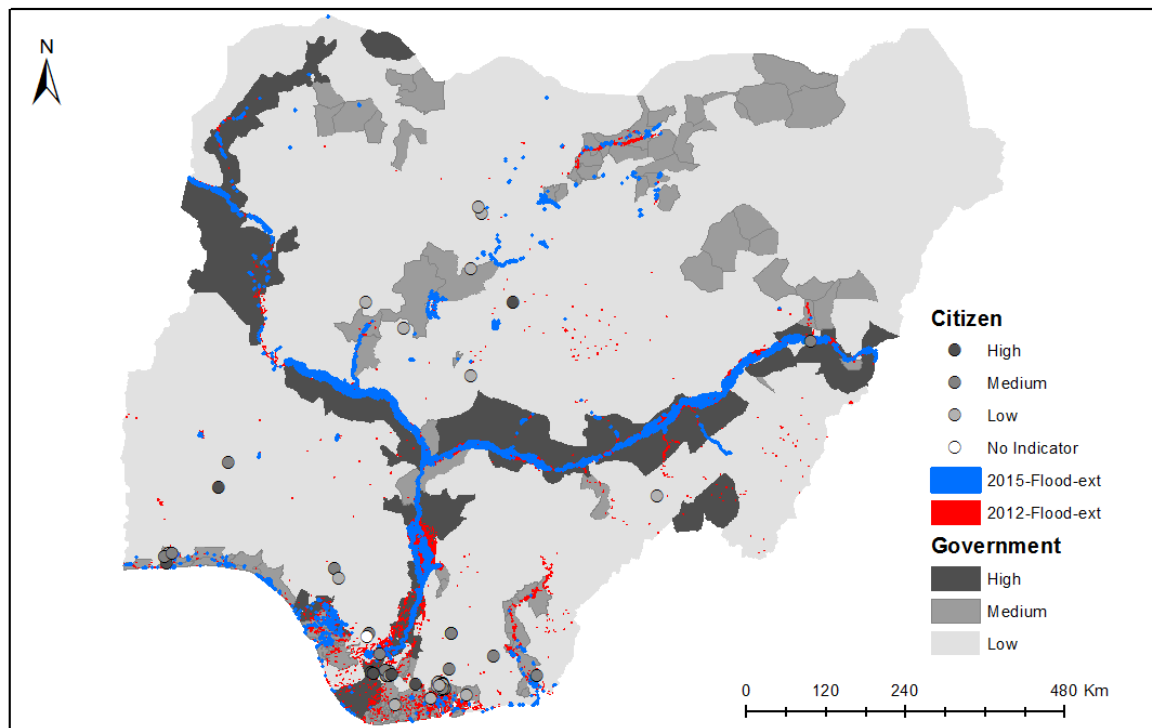 N
Citizen
High
Medium
Low
No Indicator
2015-Flood-ext
2012-Flood-ext
Government
High
Medium
Low
0 120 240 480 Km